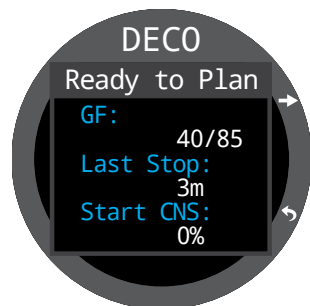 DECO
Ready to Plan
GF:
40/85
Last Stop:
3m
Start CNS:
0%